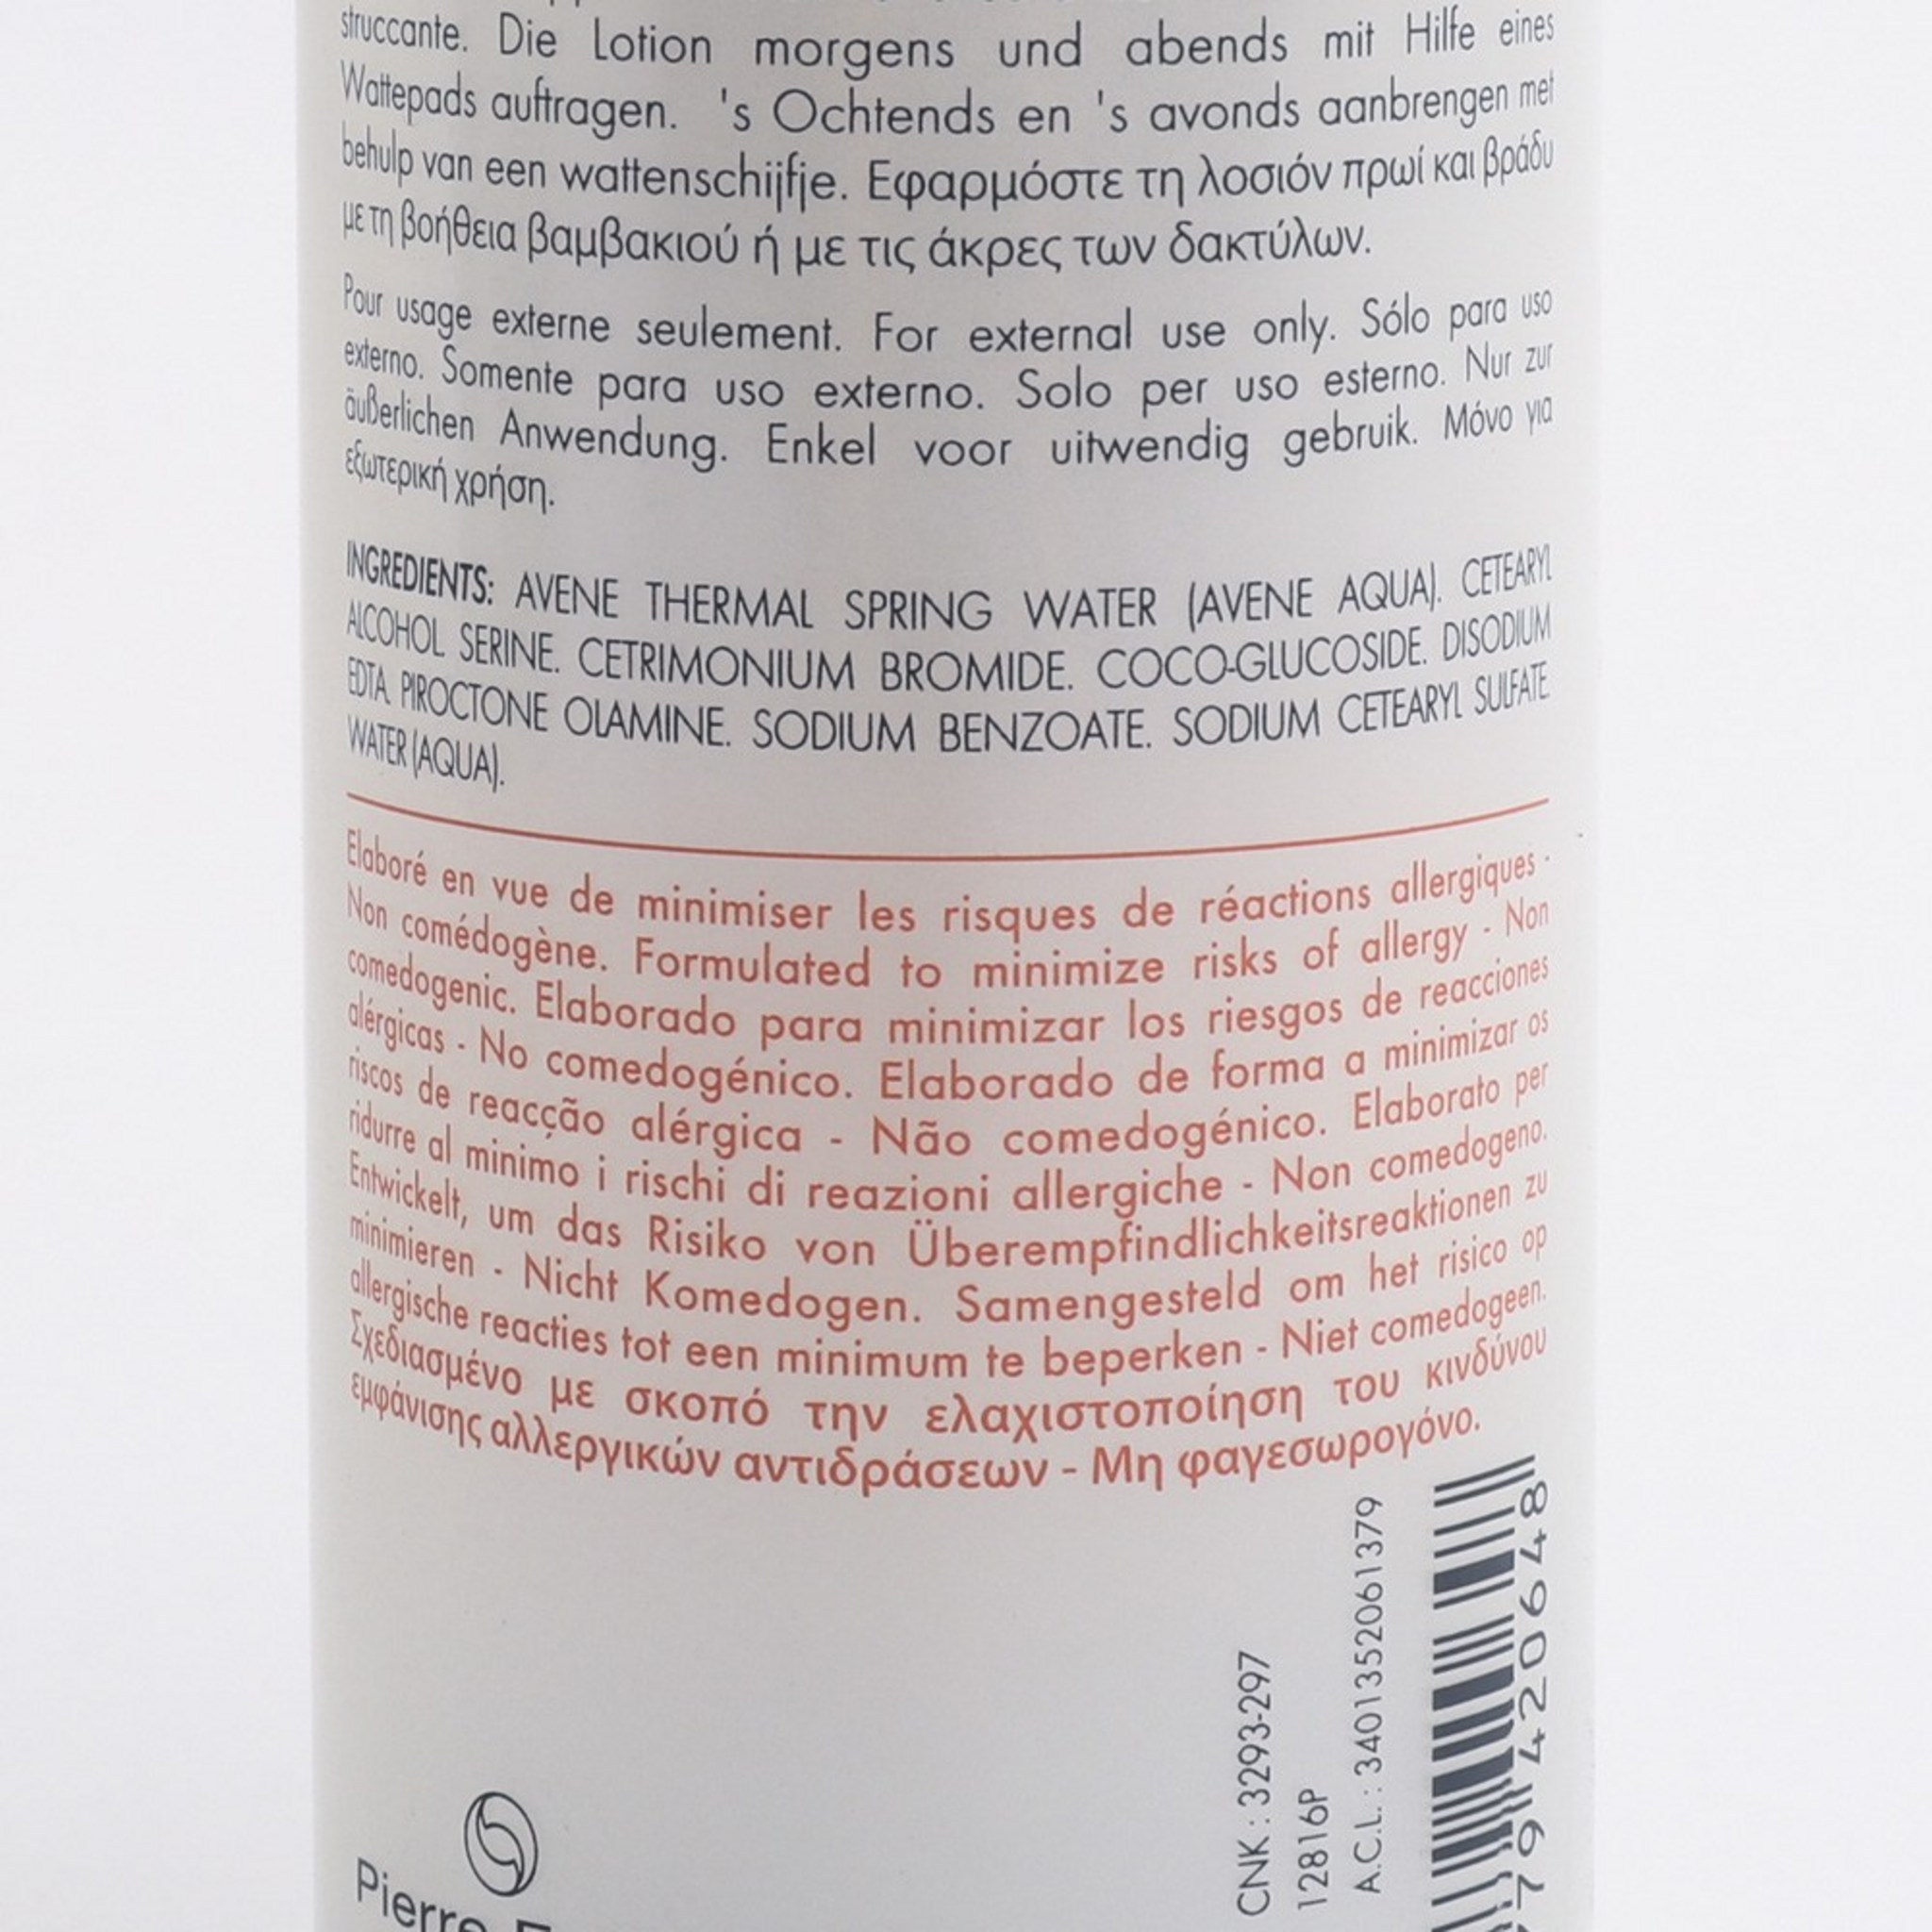 struccante. Die Lotion morgens und abends mit Hilfe eines
Wattepads auftragen. 's Ochtends en 's avonds aanbrengen met
behulp van een wattenschijfje. Εφαρμόστε τη λοσιόν πρωί και βράδυ
με τη βοήθεια βαμβακιού ή με τις άκρες των δακτύλων.
Pour usage externe seulement. For external use only. Sólo para uso
externo. Somente para uso externo. Solo per uso esterno. Nur zur
äußerlichen Anwendung. Enkel voor uitwendig gebruik. Μόνο για
εξωτερική χρήση.
INGREDIENTS: AVENE THERMAL SPRING WATER (AVENE AQUA). CETEARYL
ALCOHOL SERINE. CETRIMONIUM BROMIDE. COCO-GLUCOSIDE. DISODIUM
EDTA. PIROCTONE OLAMINE. SODIUM BENZOATE. SODIUM CETEARYL SULFATE.
WATER (AQUA).
Elaboré en vue de minimiser les risques de réactions allergiques -
Non comédogène. Formulated to minimize risks of allergy - Non
comedogenic. Elaborado para minimizar los riesgos de reacciones
alérgicas - No comedogénico. Elaborado de forma a minimizar os
riscos de reacção alérgica - Não comedogénico. Elaborato per
ridurre al minimo i rischi di reazioni allergiche - Non comedogeno.
Entwickelt, um das Risiko von Überempfindlichkeitsreaktionen zu
minimieren - Nicht Komedogen. Samengesteld om het risico op
allergische reacties tot een minimum te beperken - Niet comedogeen.
Σχεδιασμένο με σκοπό την ελαχιστοποίηση του κινδύνου
εμφάνισης αλλεργικών αντιδράσεων - Μη φαγεσωρογόνο.
CNK : 3293-297
12816P
A.C.L. : 3401352061379
79 420648
Pierre